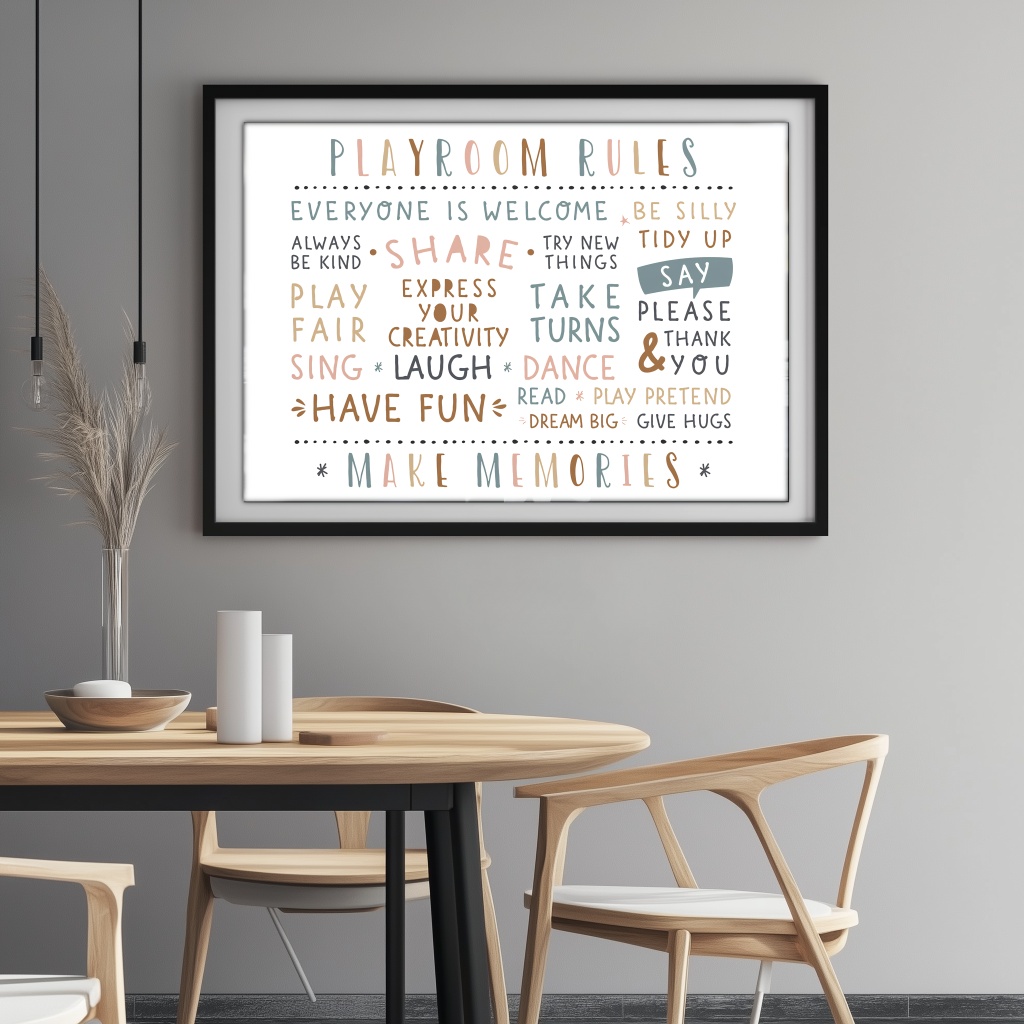 PLAYROOM RULES
EVERYONE IS WELCOME
BE SILLY
ALWAYS
BE KIND
SHARE
TRY NEW
THINGS
TIDY UP
SAY
PLEASE
& THANK
YOU
PLAY
FAIR
EXPRESS
YOUR
CREATIVITY
TAKE
TURNS
SING * LAUGH * DANCE
HAVE FUN
READ * PLAY PRETEND
DREAM BIG
GIVE HUGS
* MAKE MEMORIES *